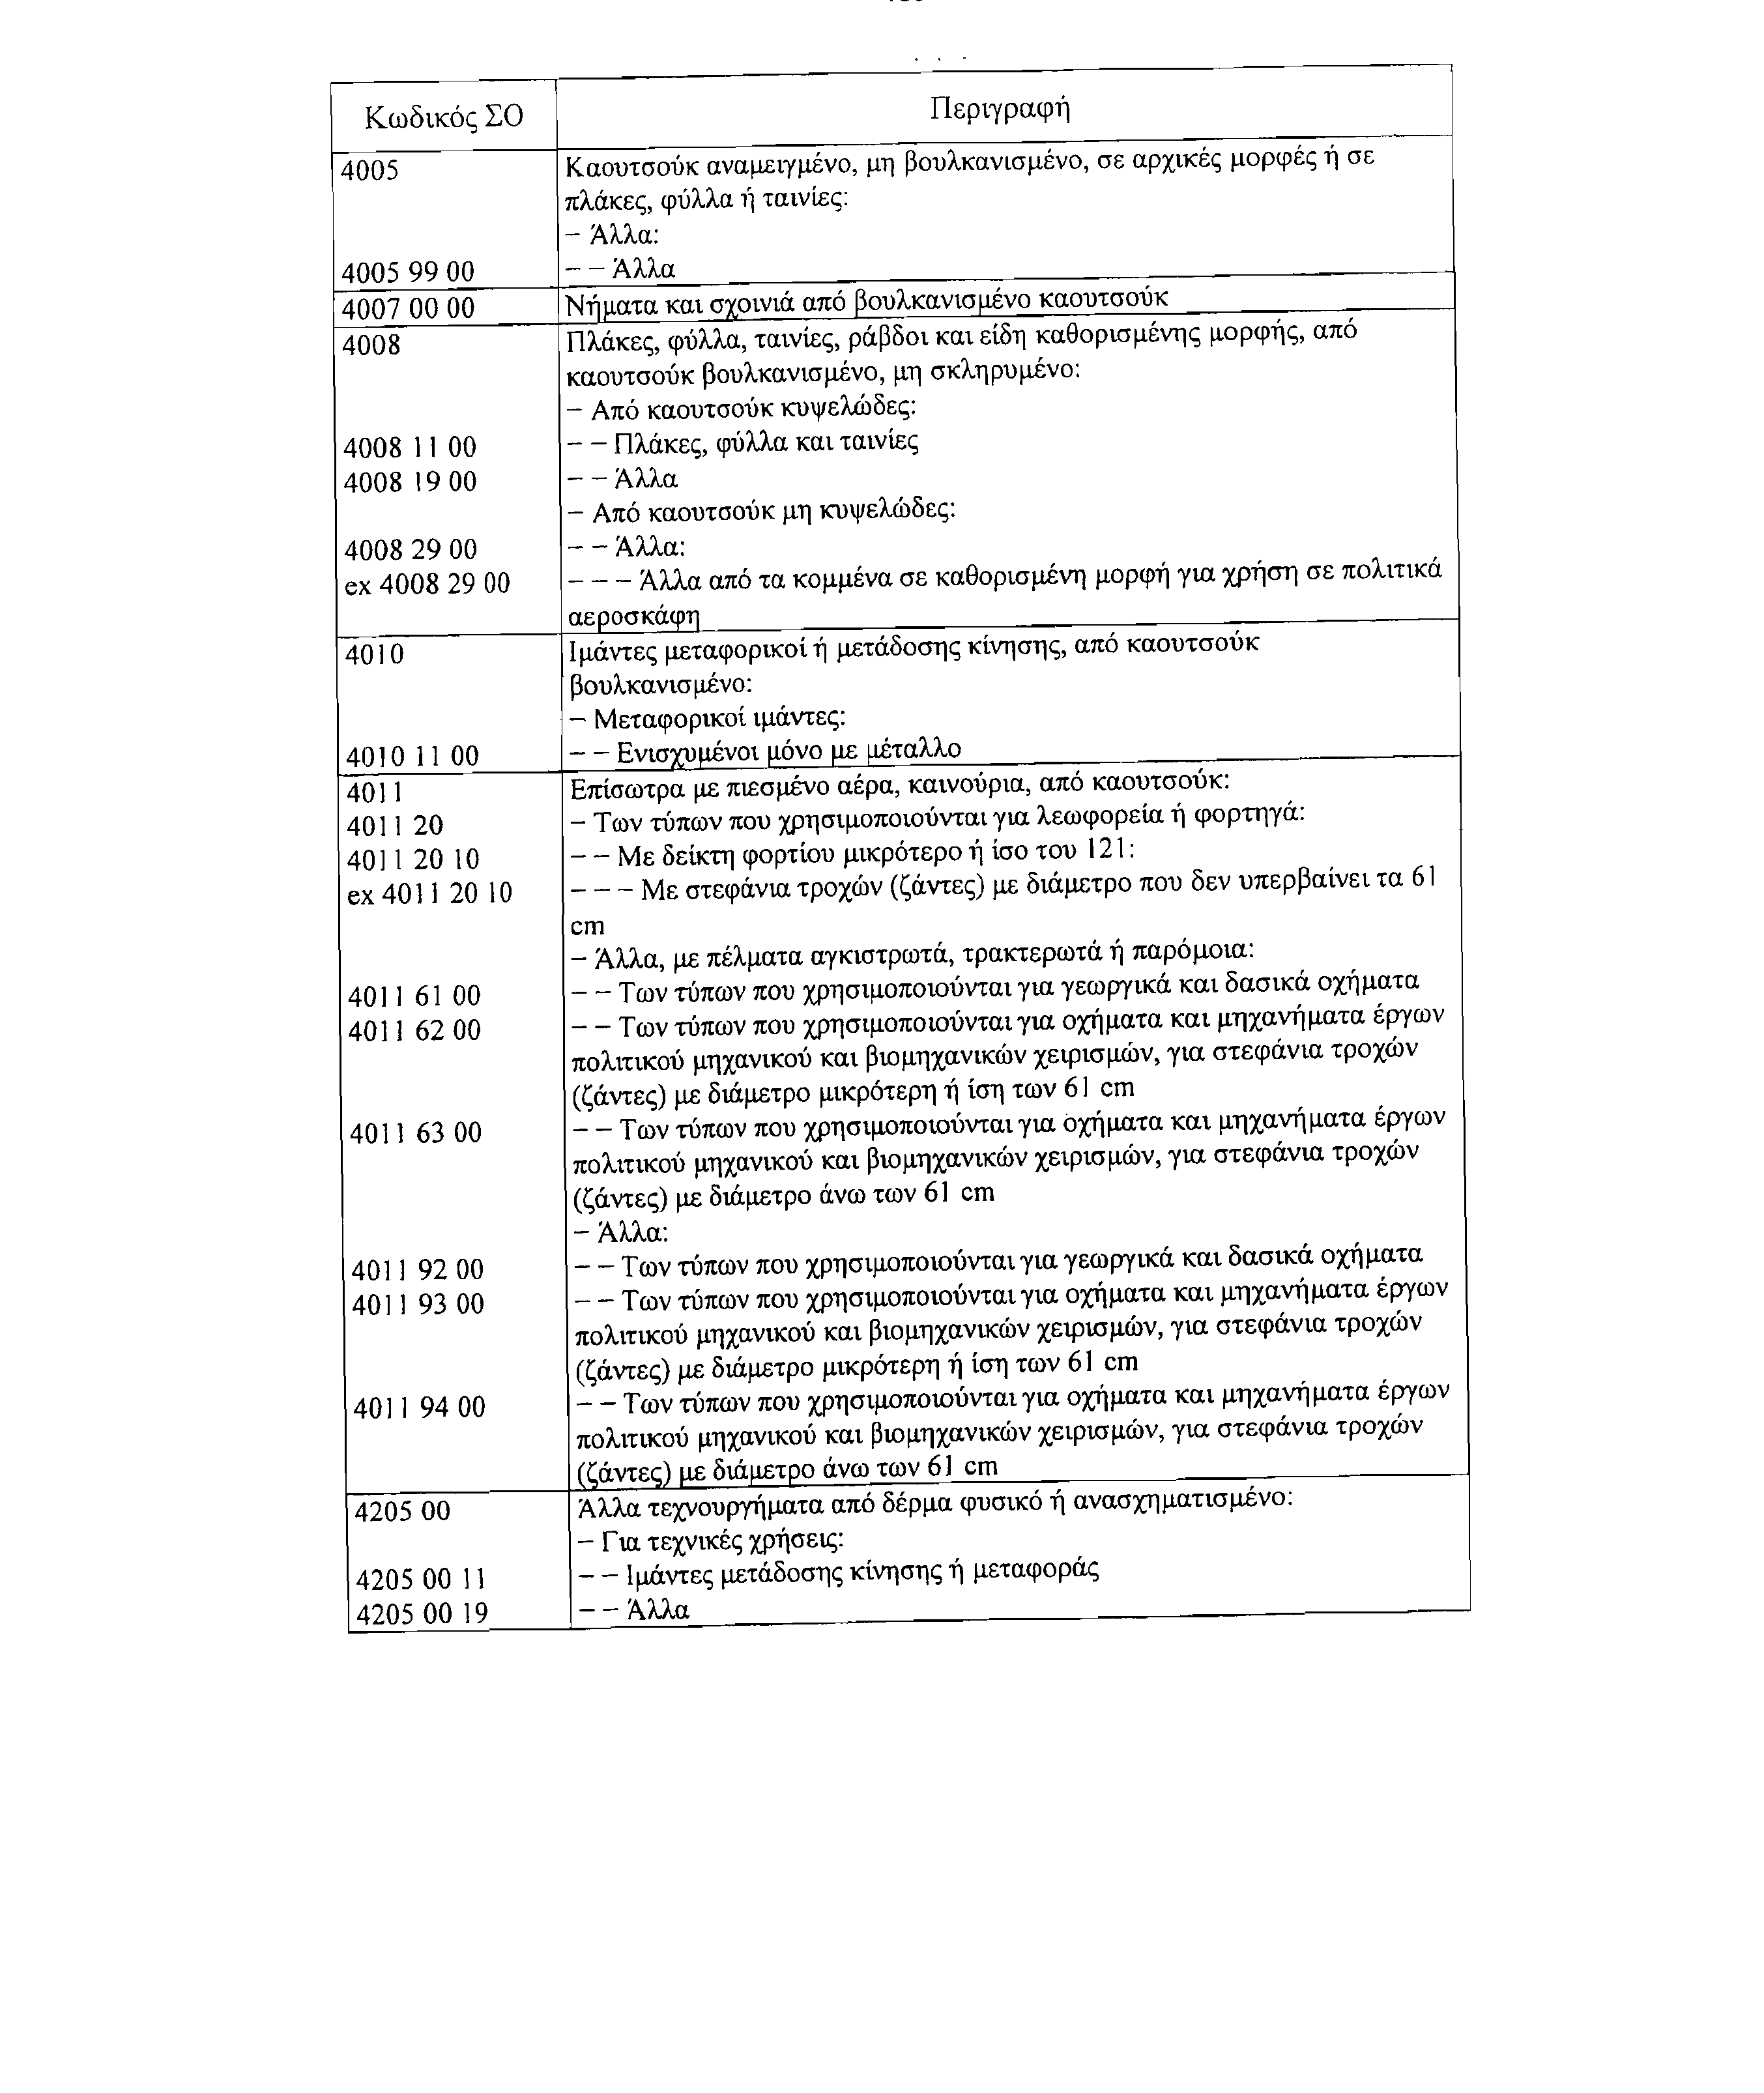 Κωδικός ΣΟ Περιγραφή
4005 Καουτσούκ αναμειγμένο, μη βουλκανισμένο, σε αρχικές μορφές ή σε
πλάκες, φύλλα ή ταινίες:
− Άλλα:
4005 99 00 − − Άλλα
4007 00 00 Νήματα και σχοινιά από βουλκανισμένο καουτσούκ
4008 Πλάκες, φύλλα, ταινίες, ράβδοι και είδη καθορισμένης μορφής, από
καουτσούκ βουλκανισμένο, μη σκληρυμένο:
− Από καουτσούκ κυψελώδες:
4008 11 00 − − Πλάκες, φύλλα και ταινίες
4008 19 00 − − Άλλα
− Από καουτσούκ μη κυψελώδες:
4008 29 00 − − Άλλα:
ex 4008 29 00 − − − Άλλα από τα κομμένα σε καθορισμένη μορφή για χρήση σε πολιτικά
αεροσκάφη
4010 Ιμάντες μεταφορικοί ή μετάδοσης κίνησης, από καουτσούκ
βουλκανισμένο:
− Μεταφορικοί ιμάντες:
4010 11 00 − − Ενισχυμένοι μόνο με μέταλλο
4011 Επίσωτρα με πιεσμένο αέρα, καινούρια, από καουτσούκ:
4011 20 − Των τύπων που χρησιμοποιούνται για λεωφορεία ή φορτηγά:
4011 20 10 − − Με δείκτη φορτίου μικρότερο ή ίσο του 121:
ex 4011 20 10 − − − Με στεφάνια τροχών (ζάντες) με διάμετρο που δεν υπερβαίνει τα 61
cm
− Άλλα, με πέλματα αγκιστρωτά, τρακτερωτά ή παρόμοια:
4011 61 00 − − Των τύπων που χρησιμοποιούνται για γεωργικά και δασικά οχήματα
4011 62 00 − − Των τύπων που χρησιμοποιούνται για οχήματα και μηχανήματα έργων
πολιτικού μηχανικού και βιομηχανικών χειρισμών, για στεφάνια τροχών
(ζάντες) με διάμετρο μικρότερη ή ίση των 61 cm
4011 63 00 − − Των τύπων που χρησιμοποιούνται για οχήματα και μηχανήματα έργων
πολιτικού μηχανικού και βιομηχανικών χειρισμών, για στεφάνια τροχών
(ζάντες) με διάμετρο άνω των 61 cm
− Άλλα:
4011 92 00 − − Των τύπων που χρησιμοποιούνται για γεωργικά και δασικά οχήματα
4011 93 00 − − Των τύπων που χρησιμοποιούνται για οχήματα και μηχανήματα έργων
πολιτικού μηχανικού και βιομηχανικών χειρισμών, για στεφάνια τροχών
(ζάντες) με διάμετρο μικρότερη ή ίση των 61 cm
4011 94 00 − − Των τύπων που χρησιμοποιούνται για οχήματα και μηχανήματα έργων
πολιτικού μηχανικού και βιομηχανικών χειρισμών, για στεφάνια τροχών
(ζάντες) με διάμετρο άνω των 61 cm
4205 00 Άλλα τεχνουργήματα από δέρμα φυσικό ή ανασχηματισμένο:
− Για τεχνικές χρήσεις:
4205 00 11 − − Ιμάντες μετάδοσης κίνησης ή μεταφοράς
4205 00 19 − − Άλλα